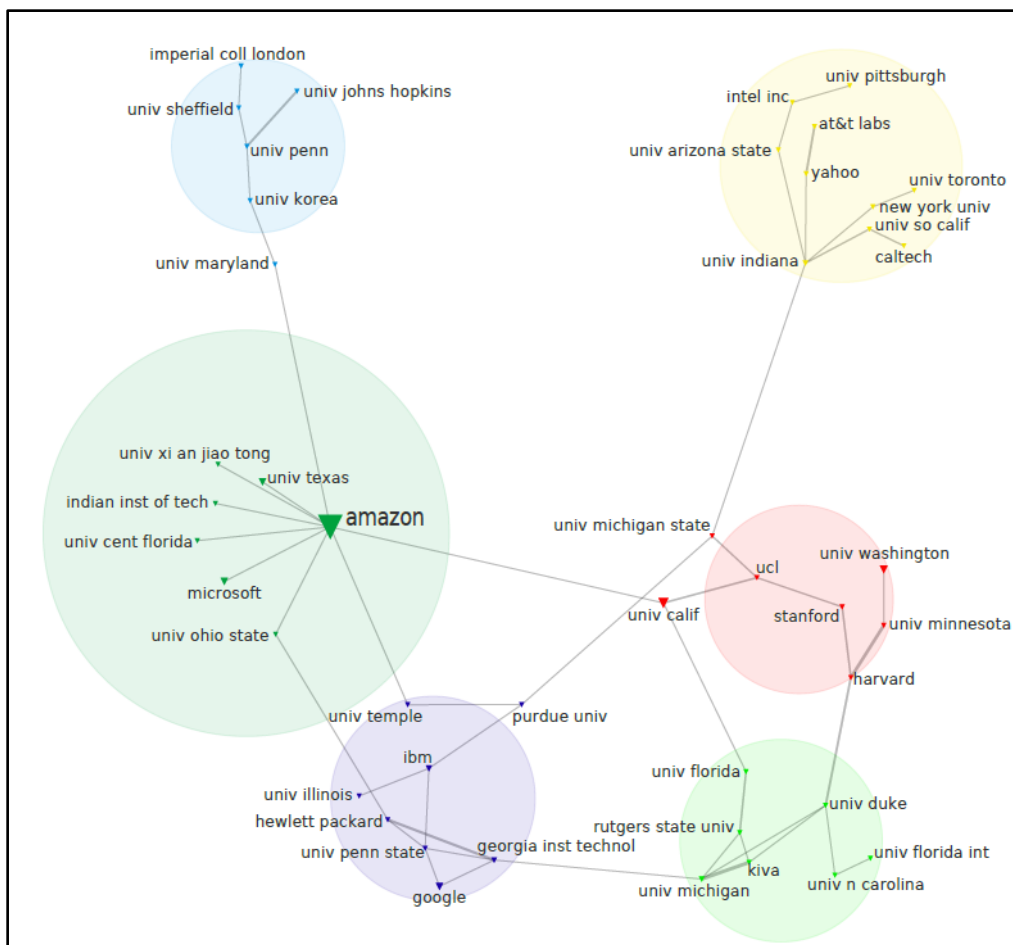 imperial coll london
univ johns hopkins
univ sheffield
univ penn
univ korea
univ maryland
univ pittsburgh
intel inc
at&t labs
univ arizona state
yahoo
univ toronto
new york univ
univ so calif
univ indiana
caltech
univ xi an jiao tong
univ texas
indian inst of tech
amazon
univ cent florida
microsoft
univ ohio state
univ michigan state
univ washington
ucl
univ calif
stanford
univ minnesota
harvard
univ temple
purdue univ
ibm
univ illinois
hewlett packard
univ penn state
georgia inst technol
google
univ florida
univ duke
rutgers state univ
kiva
univ michigan
univ florida int
univ n carolina